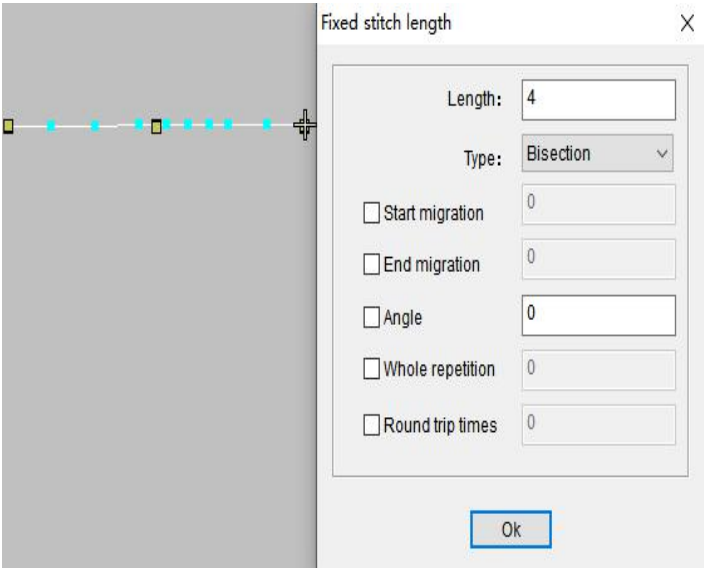 Fixed stitch length
Length: 4
Type: Bisection
Start migration 0
End migration 0
Angle 0
Whole repetition 0
Round trip times 0
Ok